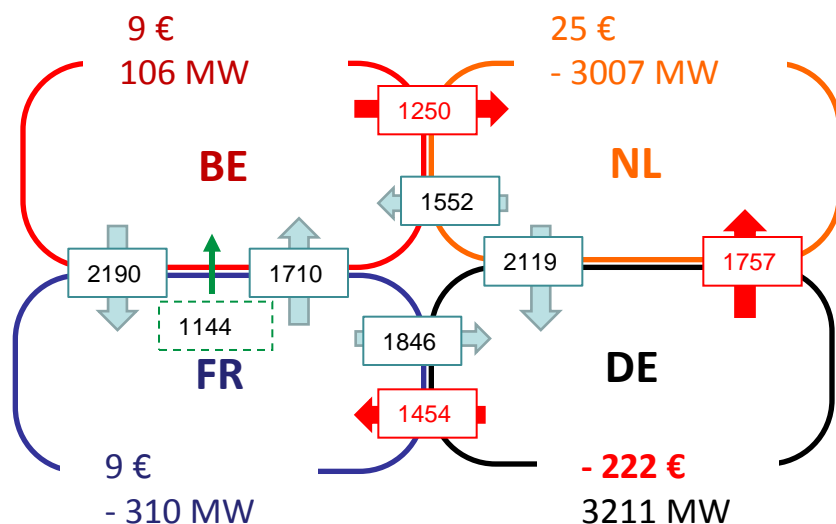 9 €
106 MW
25 €
- 3007 MW
1250
BE
NL
1552
2190
1710
2119
1757
1144
1846
FR
DE
1454
9 €
- 310 MW
- 222 €
3211 MW